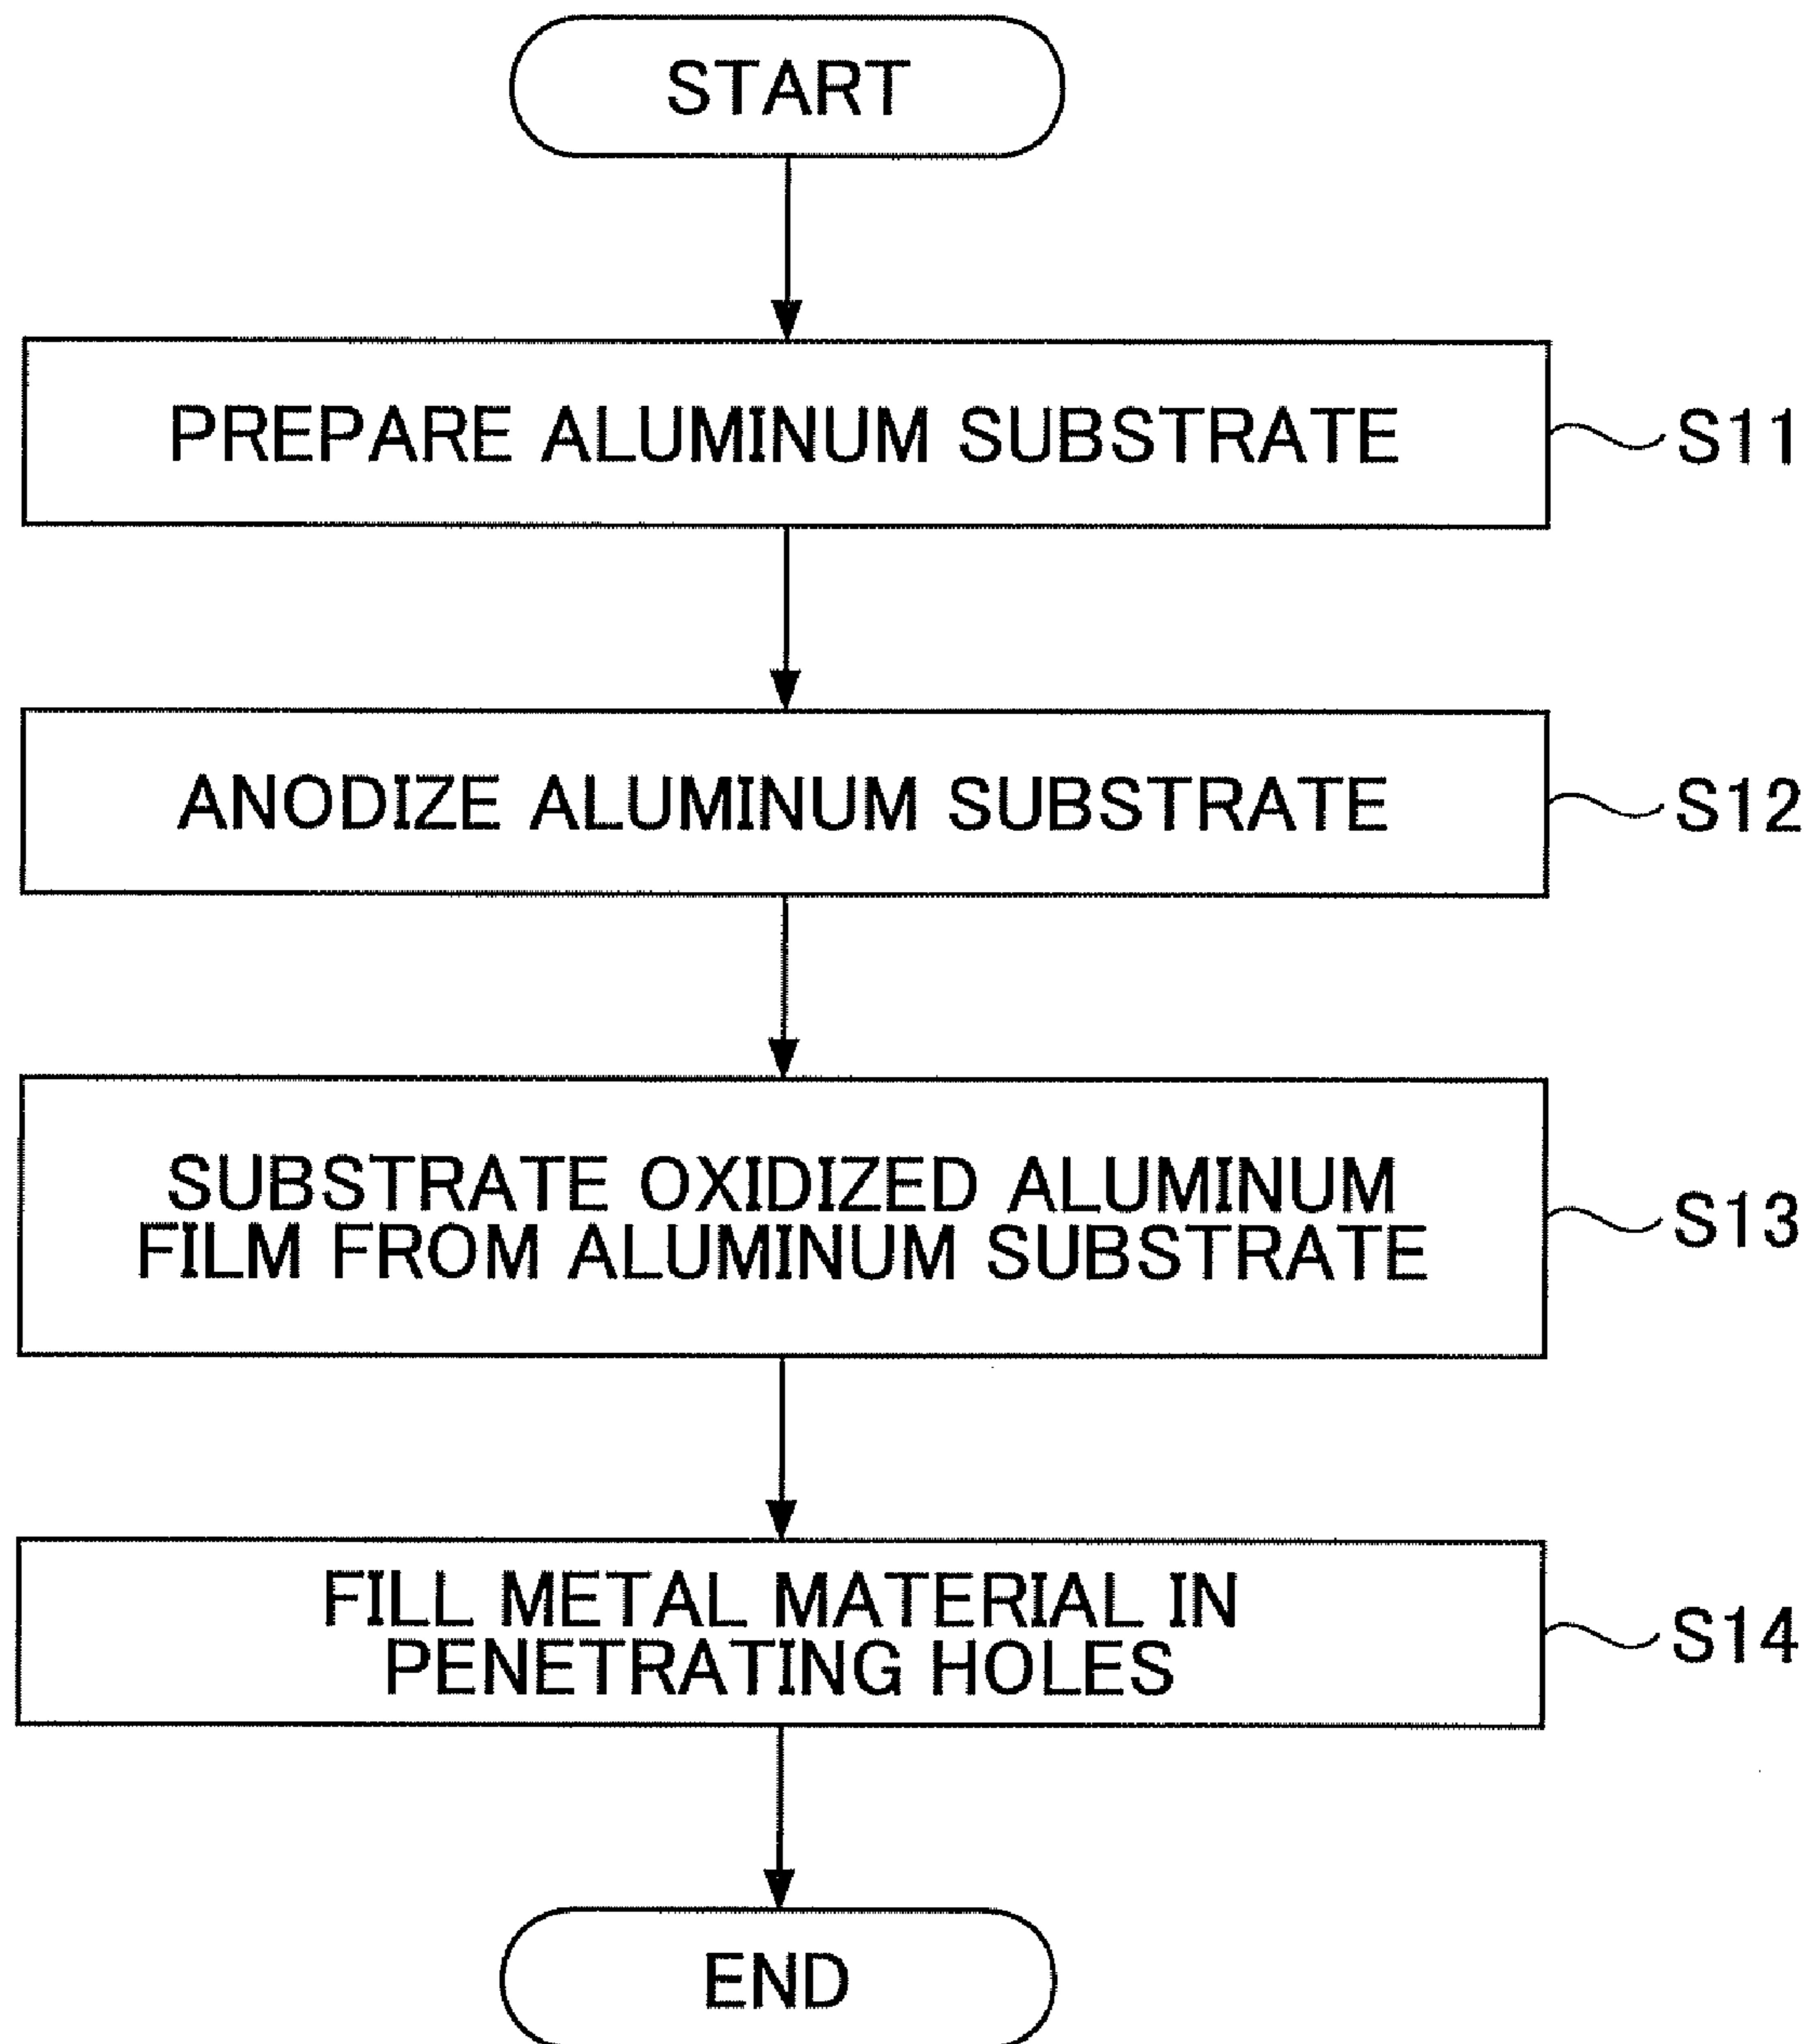 START
PREPARE ALUMINUM SUBSTRATE
S11
ANODIZE ALUMINUM SUBSTRATE
S12
SUBSTRATE OXIDIZED ALUMINUM
FILM FROM ALUMINUM SUBSTRATE
S13
FILL METAL MATERIAL IN
PENETRATING HOLES
S14
END